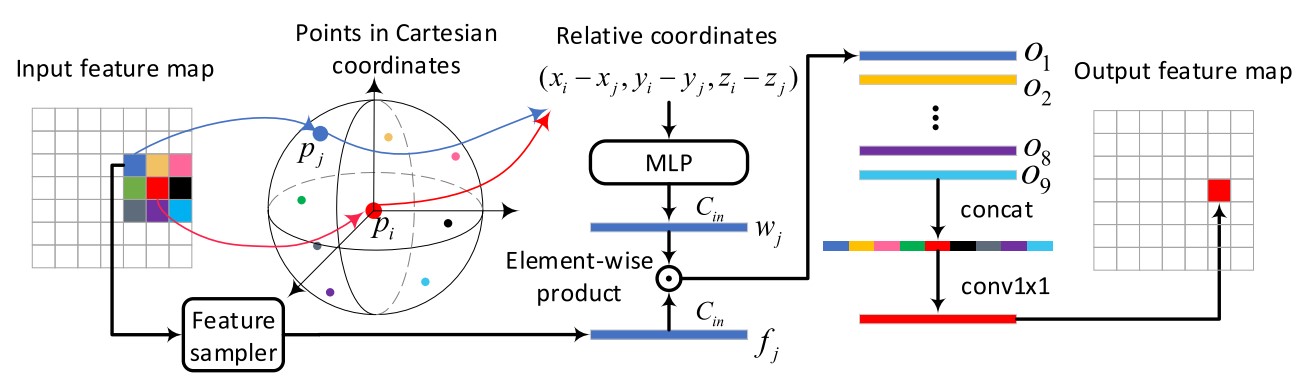 Input feature map
Points in Cartesian
coordinates
p_j
p_i
Feature
sampler
Relative coordinates
(x_i − x_j, y_i − y_j, z_i − z_j)
MLP
C_in
w_j
Element-wise
product
C_in
f_j
o_1
o_2
⋮
o_8
o_9
concat
conv1x1
Output feature map